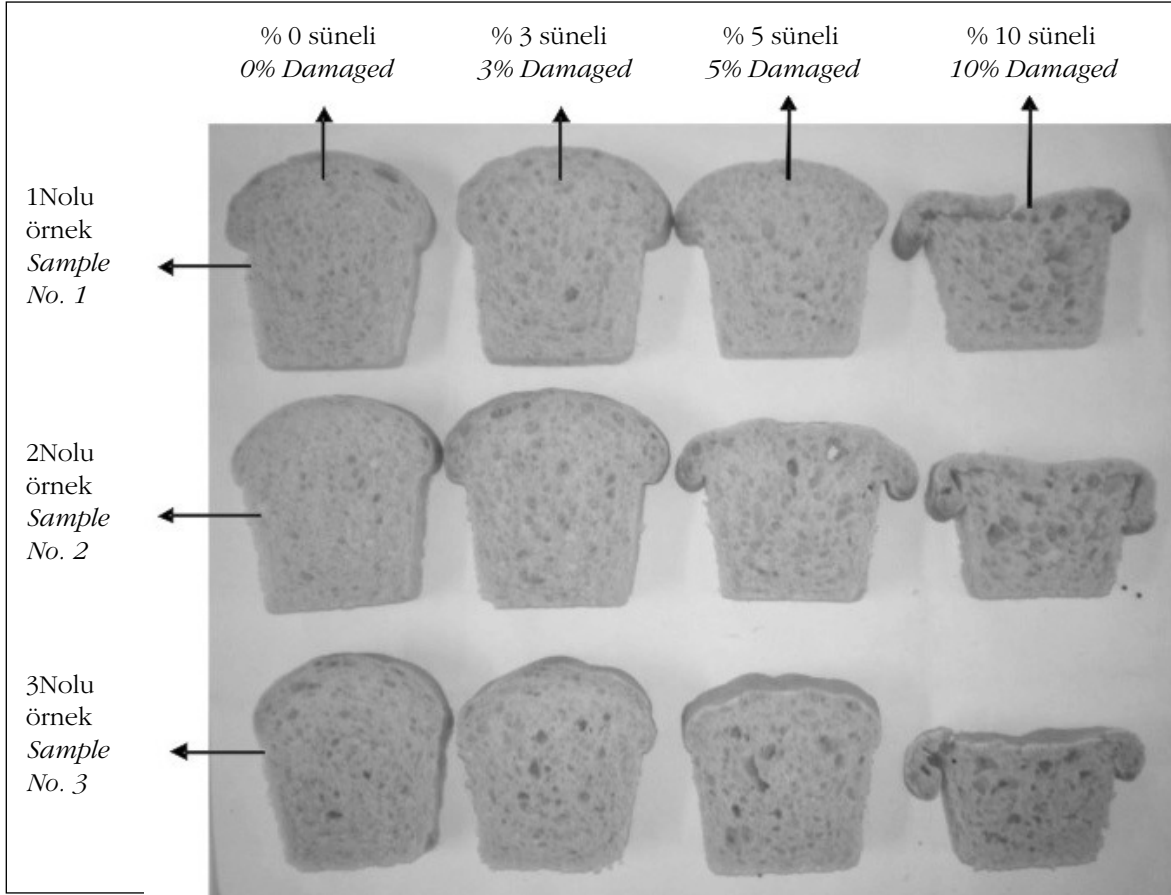 % 0 süneli
0% Damaged
% 3 süneli
3% Damaged
% 5 süneli
5% Damaged
% 10 süneli
10% Damaged
1Nolu
örnek
Sample
No. 1
2Nolu
örnek
Sample
No. 2
3Nolu
örnek
Sample
No. 3